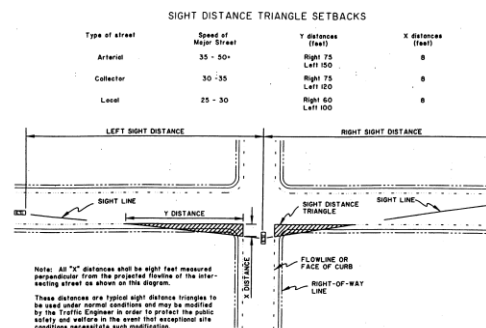 SIGHT DISTANCE TRIANGLE SETBACKS
Type of street Speed of Major Street Y distances (feet) X distances (feet)
Arterial 35 - 50+ Right 75 8
Left 150
Collector 30 -35 Right 75 8
Left 120
Local 25 - 30 Right 60 8
Left 100
LEFT SIGHT DISTANCE RIGHT SIGHT DISTANCE
SIGHT LINE
Y DISTANCE
SIGHT DISTANCE TRIANGLE
SIGHT LINE
X DISTANCE
FLOWLINE OR FACE OF CURB
RIGHT-OF-WAY LINE
Note: All "X" distances shall be eight feet measured
perpendicular from the projected flowline of the inter-
secting street as shown on this diagram.
These distances are typical sight distance triangles to
be used under normal conditions and may be modified
by the Traffic Engineer in order to protect the public
safety and welfare in the event that exceptional site
conditions necessitate such modification.